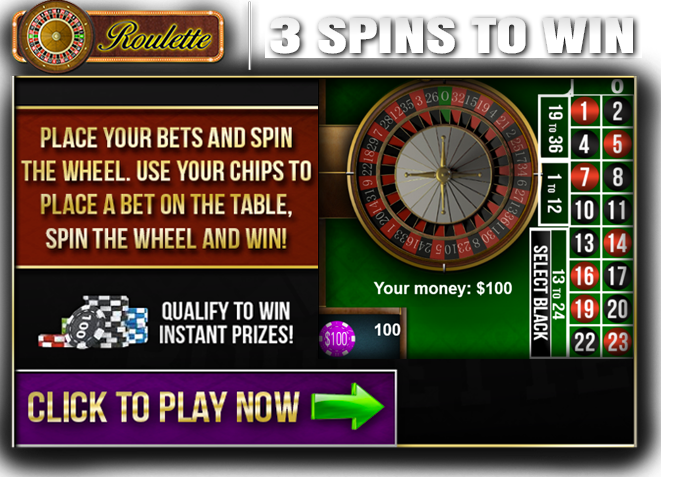 Roulette
3 SPINS TO WIN
PLACE YOUR BETS AND SPIN
THE WHEEL. USE YOUR CHIPS TO
PLACE A BET ON THE TABLE,
SPIN THE WHEEL AND WIN!
QUALIFY TO WIN
INSTANT PRIZES!
CLICK TO PLAY NOW
Your money: $100
$100
100
0
19 TO 36
1 TO 12
13 TO 24
SELECT BLACK
1 2
4 5
7 8
10 11
13 14
16 17
19 20
22 23